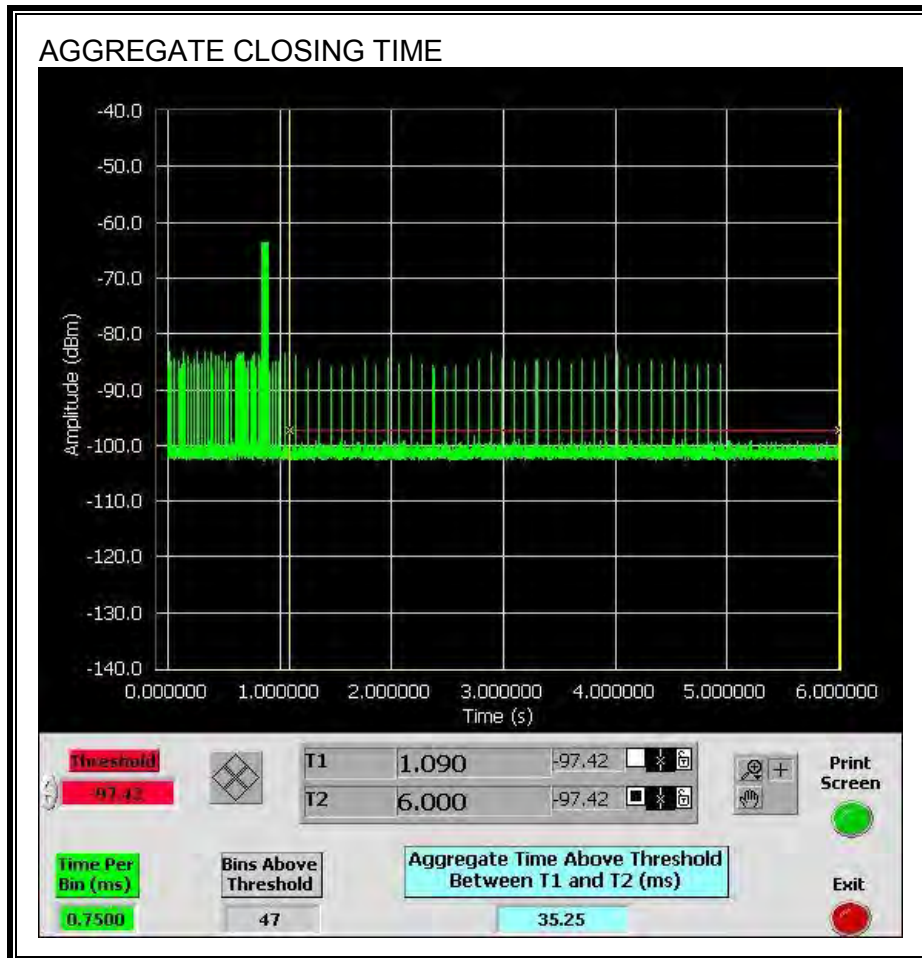 AGGREGATE CLOSING TIME
-40.0
-50.0
-60.0
-70.0
-80.0
-90.0
-100.0
-110.0
-120.0
-130.0
-140.0
Amplitude (dBm)
0.000000 1.000000 2.000000 3.000000 4.000000 5.000000 6.000000
Time (s)
Threshold
-97.42
T1 1.090 -97.42
T2 6.000 -97.42
Print
Screen
Time Per
Bin (ms)
0.7500
Bins Above
Threshold
47
Aggregate Time Above Threshold
Between T1 and T2 (ms)
35.25
Exit